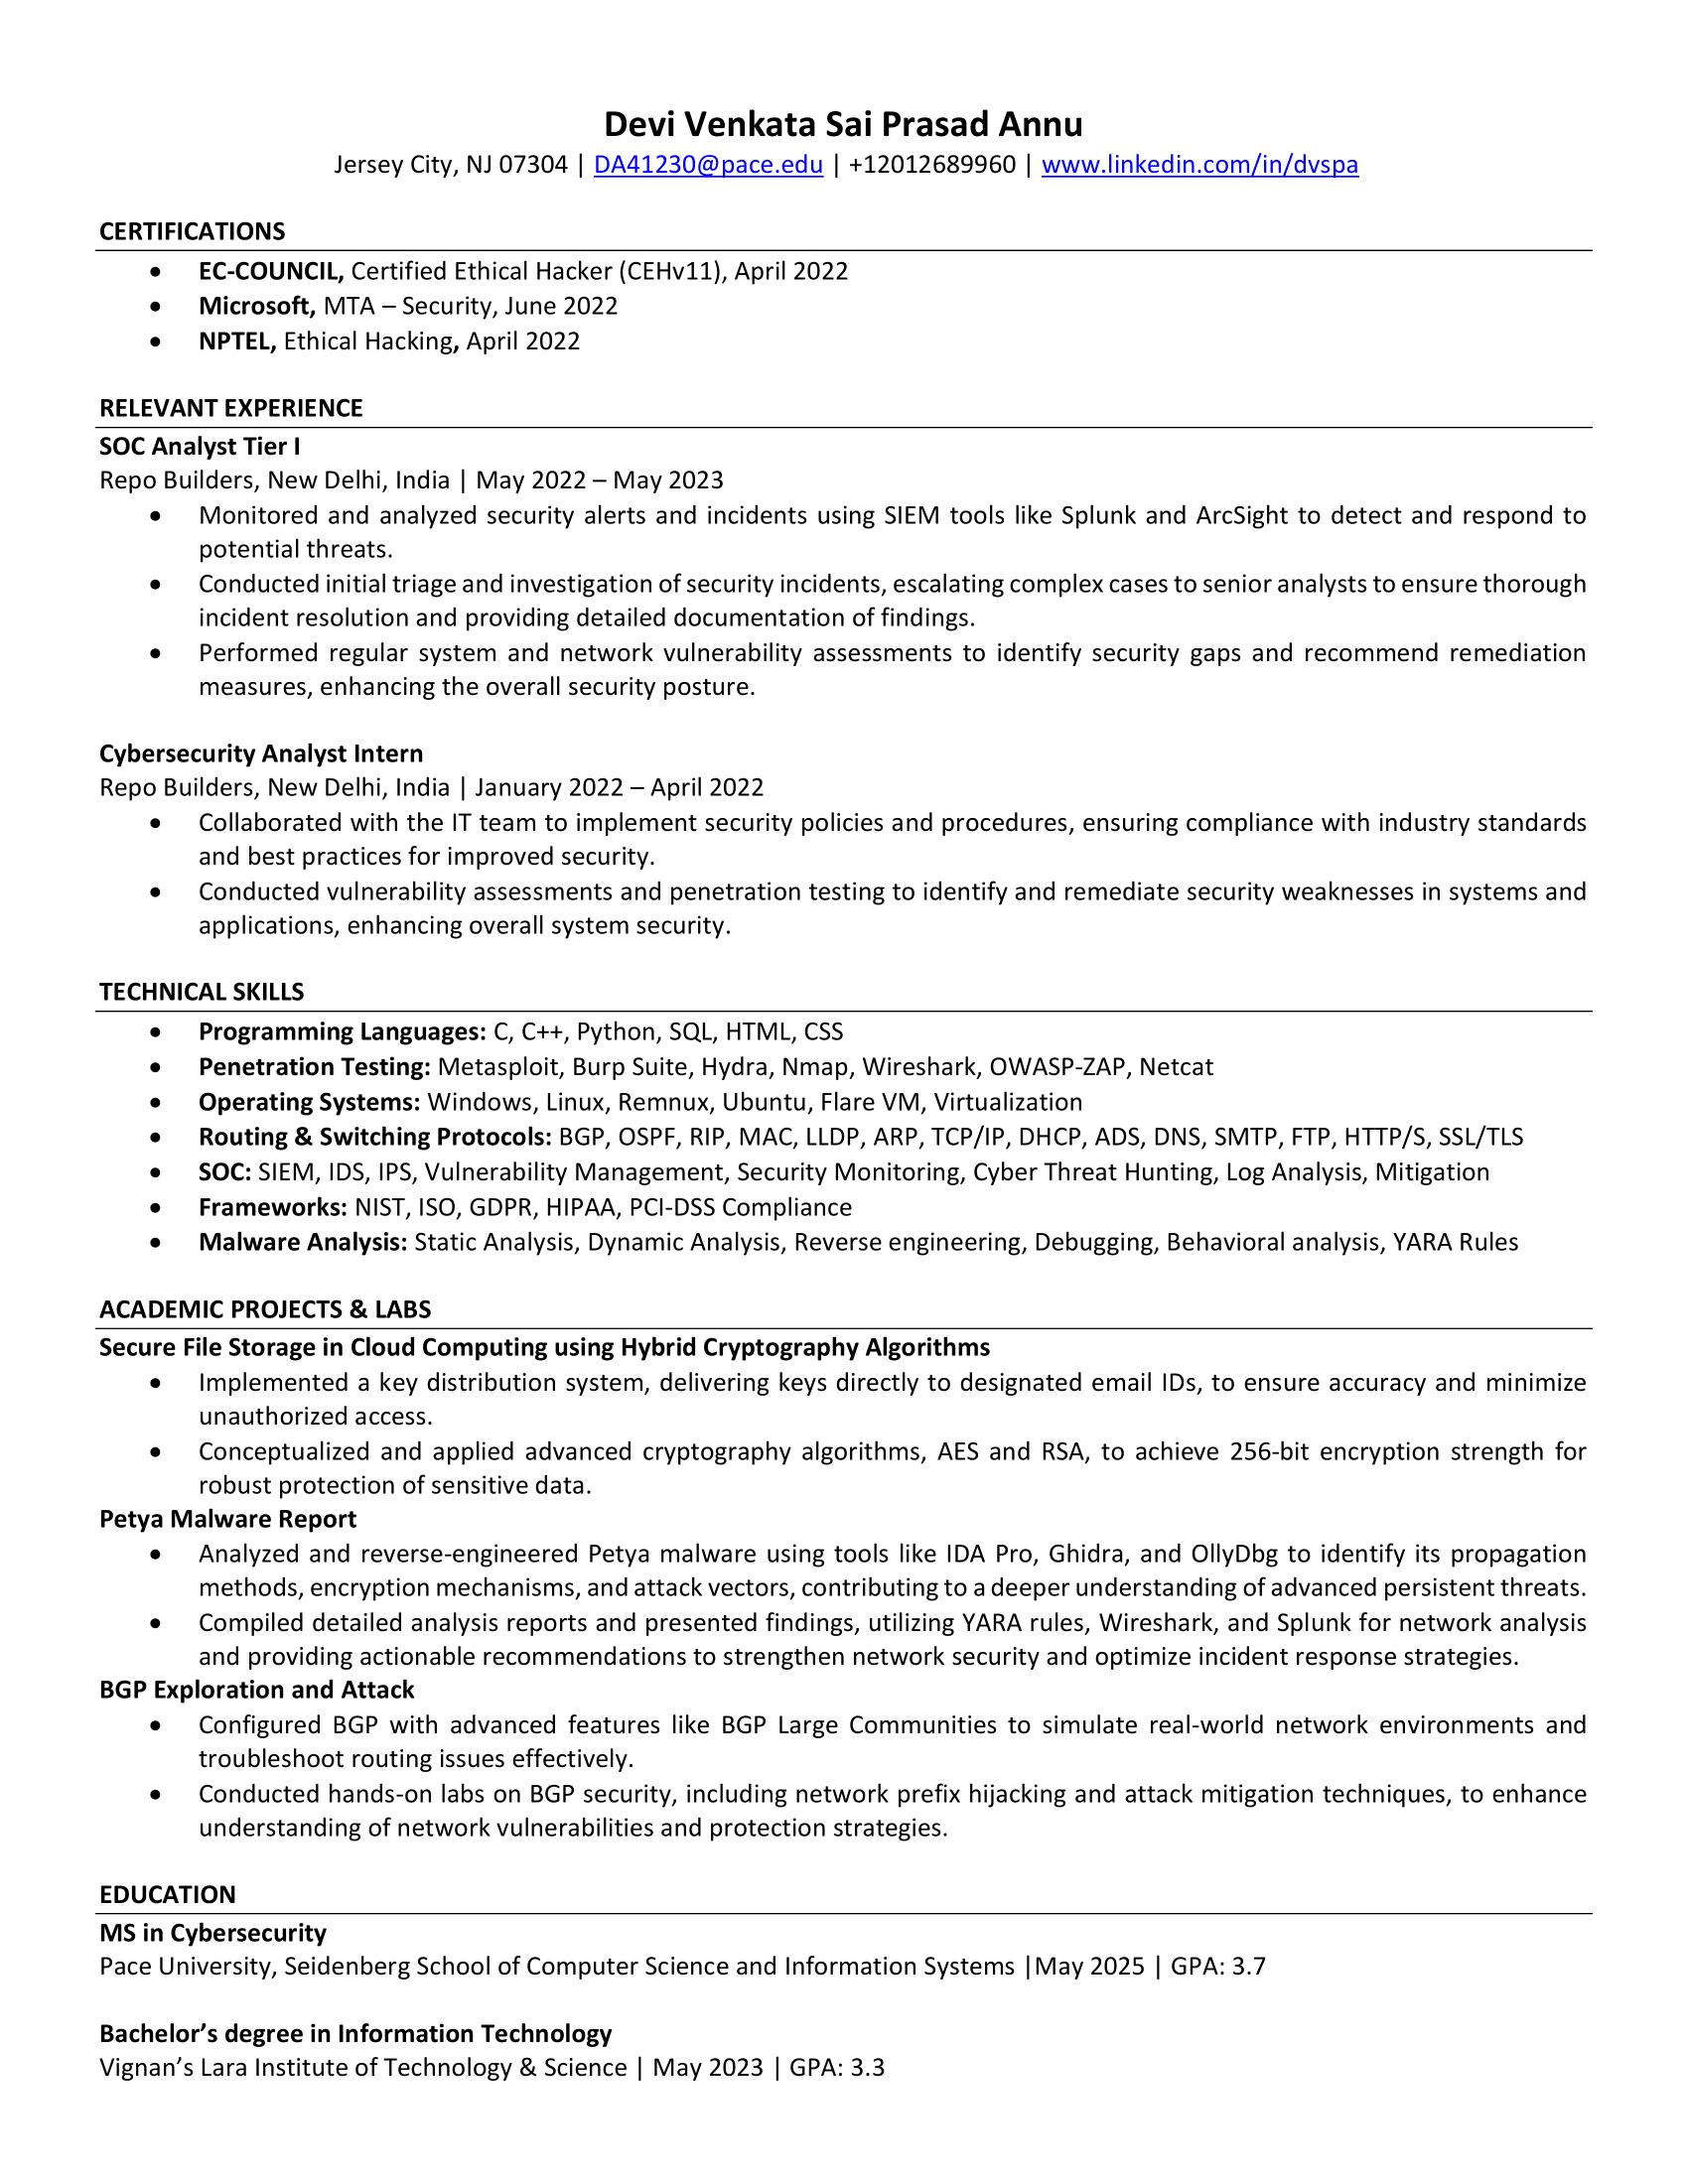 Devi Venkata Sai Prasad Annu
Jersey City, NJ 07304 | DA41230@pace.edu | +12012689960 | www.linkedin.com/in/dvspa
CERTIFICATIONS
• EC-COUNCIL, Certified Ethical Hacker (CEHv11), April 2022
• Microsoft, MTA – Security, June 2022
• NPTEL, Ethical Hacking, April 2022
RELEVANT EXPERIENCE
SOC Analyst Tier I
Repo Builders, New Delhi, India | May 2022 – May 2023
• Monitored and analyzed security alerts and incidents using SIEM tools like Splunk and ArcSight to detect and respond to
potential threats.
• Conducted initial triage and investigation of security incidents, escalating complex cases to senior analysts to ensure thorough
incident resolution and providing detailed documentation of findings.
• Performed regular system and network vulnerability assessments to identify security gaps and recommend remediation
measures, enhancing the overall security posture.
Cybersecurity Analyst Intern
Repo Builders, New Delhi, India | January 2022 – April 2022
• Collaborated with the IT team to implement security policies and procedures, ensuring compliance with industry standards
and best practices for improved security.
• Conducted vulnerability assessments and penetration testing to identify and remediate security weaknesses in systems and
applications, enhancing overall system security.
TECHNICAL SKILLS
• Programming Languages: C, C++, Python, SQL, HTML, CSS
• Penetration Testing: Metasploit, Burp Suite, Hydra, Nmap, Wireshark, OWASP-ZAP, Netcat
• Operating Systems: Windows, Linux, Remnux, Ubuntu, Flare VM, Virtualization
• Routing & Switching Protocols: BGP, OSPF, RIP, MAC, LLDP, ARP, TCP/IP, DHCP, ADS, DNS, SMTP, FTP, HTTP/S, SSL/TLS
• SOC: SIEM, IDS, IPS, Vulnerability Management, Security Monitoring, Cyber Threat Hunting, Log Analysis, Mitigation
• Frameworks: NIST, ISO, GDPR, HIPAA, PCI-DSS Compliance
• Malware Analysis: Static Analysis, Dynamic Analysis, Reverse engineering, Debugging, Behavioral analysis, YARA Rules
ACADEMIC PROJECTS & LABS
Secure File Storage in Cloud Computing using Hybrid Cryptography Algorithms
• Implemented a key distribution system, delivering keys directly to designated email IDs, to ensure accuracy and minimize
unauthorized access.
• Conceptualized and applied advanced cryptography algorithms, AES and RSA, to achieve 256-bit encryption strength for
robust protection of sensitive data.
Petya Malware Report
• Analyzed and reverse-engineered Petya malware using tools like IDA Pro, Ghidra, and OllyDbg to identify its propagation
methods, encryption mechanisms, and attack vectors, contributing to a deeper understanding of advanced persistent threats.
• Compiled detailed analysis reports and presented findings, utilizing YARA rules, Wireshark, and Splunk for network analysis
and providing actionable recommendations to strengthen network security and optimize incident response strategies.
BGP Exploration and Attack
• Configured BGP with advanced features like BGP Large Communities to simulate real-world network environments and
troubleshoot routing issues effectively.
• Conducted hands-on labs on BGP security, including network prefix hijacking and attack mitigation techniques, to enhance
understanding of network vulnerabilities and protection strategies.
EDUCATION
MS in Cybersecurity
Pace University, Seidenberg School of Computer Science and Information Systems |May 2025 | GPA: 3.7
Bachelor’s degree in Information Technology
Vignan’s Lara Institute of Technology & Science | May 2023 | GPA: 3.3